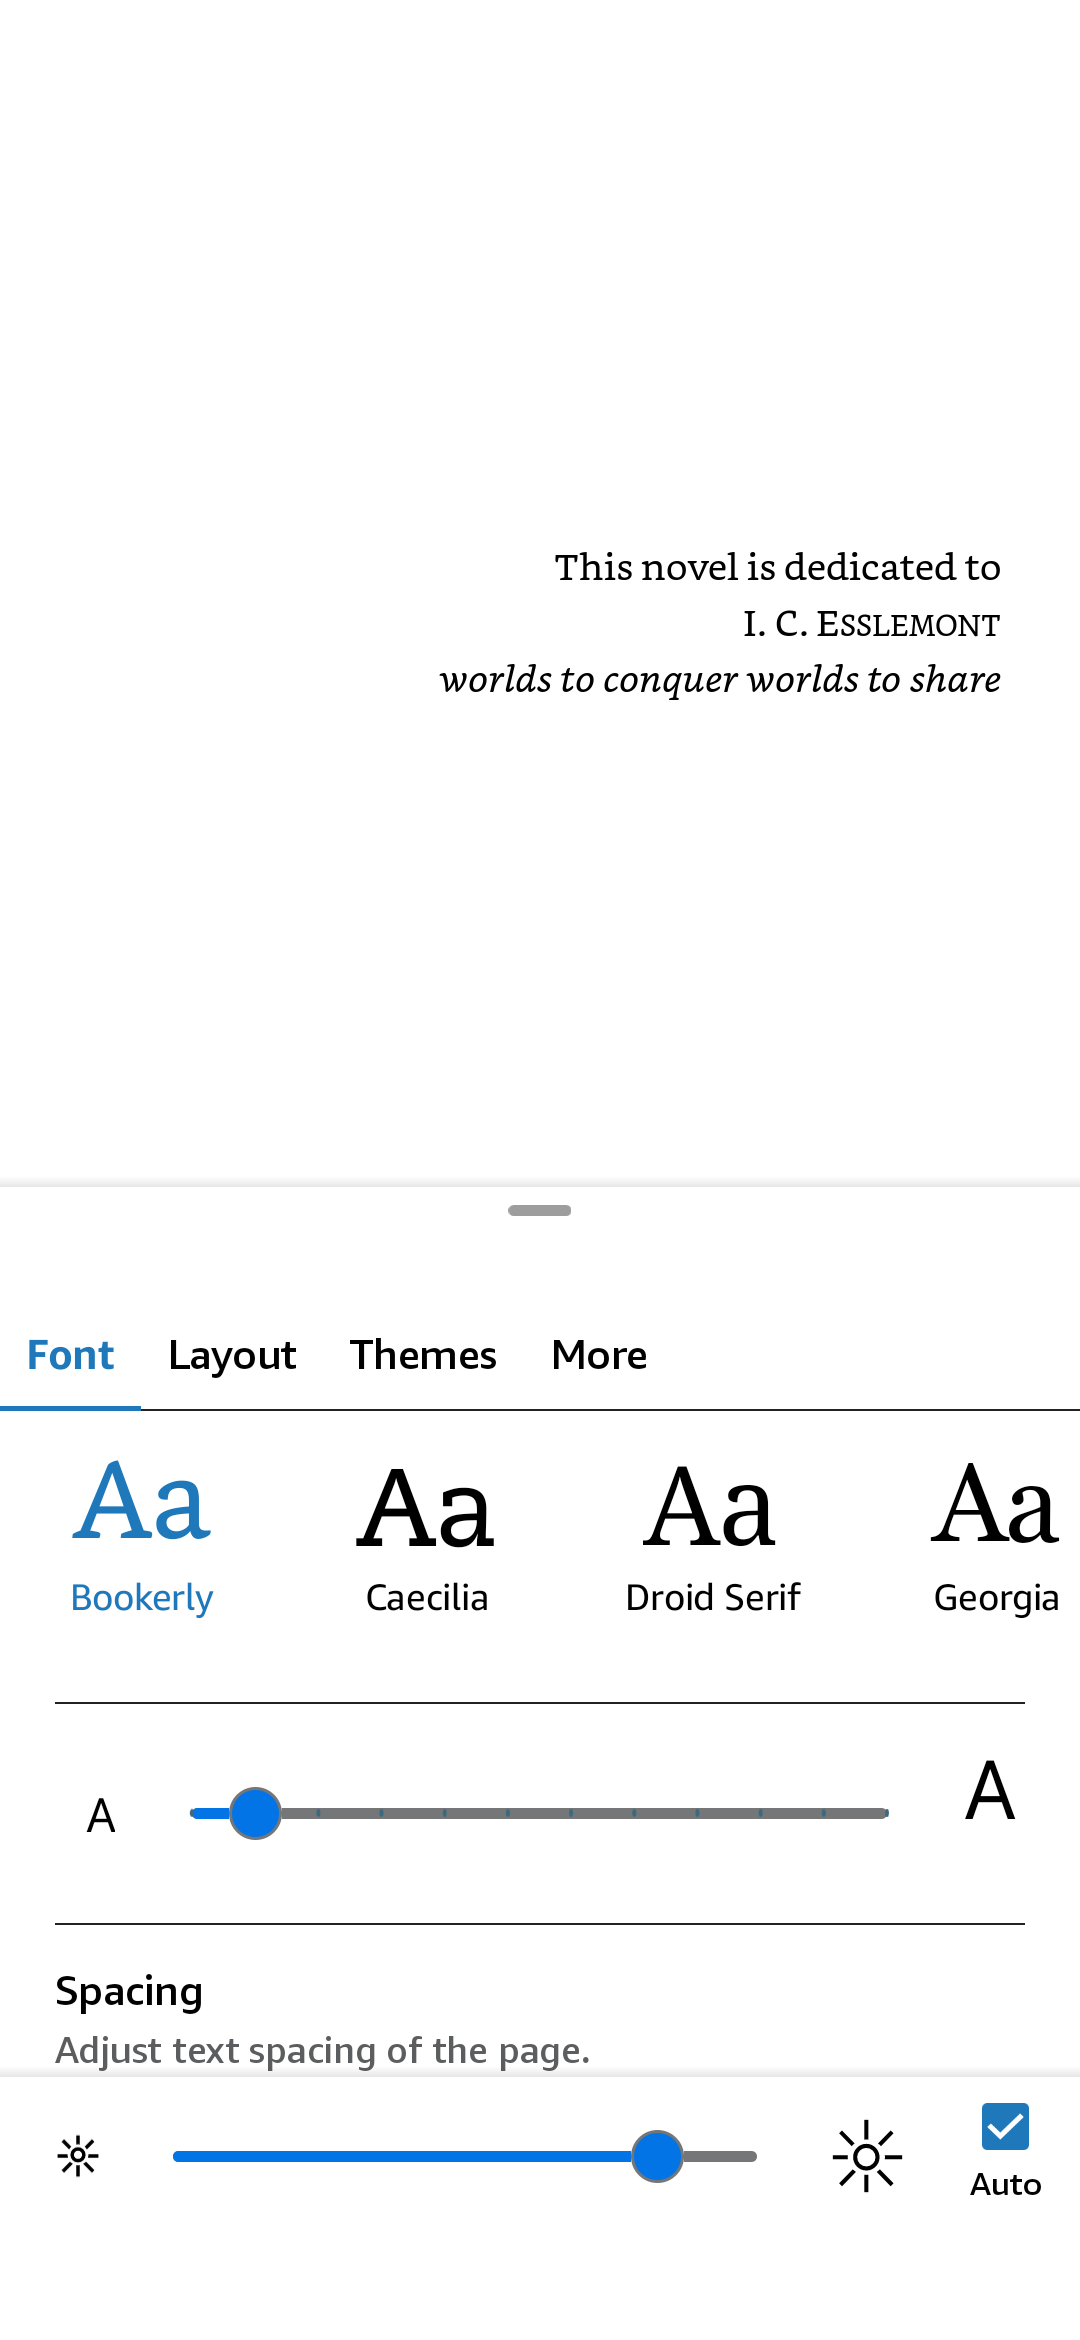 This novel is dedicated to
I. C. ESSLEMONT
worlds to conquer worlds to share
Font Layout Themes More
Aa Aa Aa Aa
Bookerly Caecilia Droid Serif Georgia
A A
Spacing
Adjust text spacing of the page.
Auto